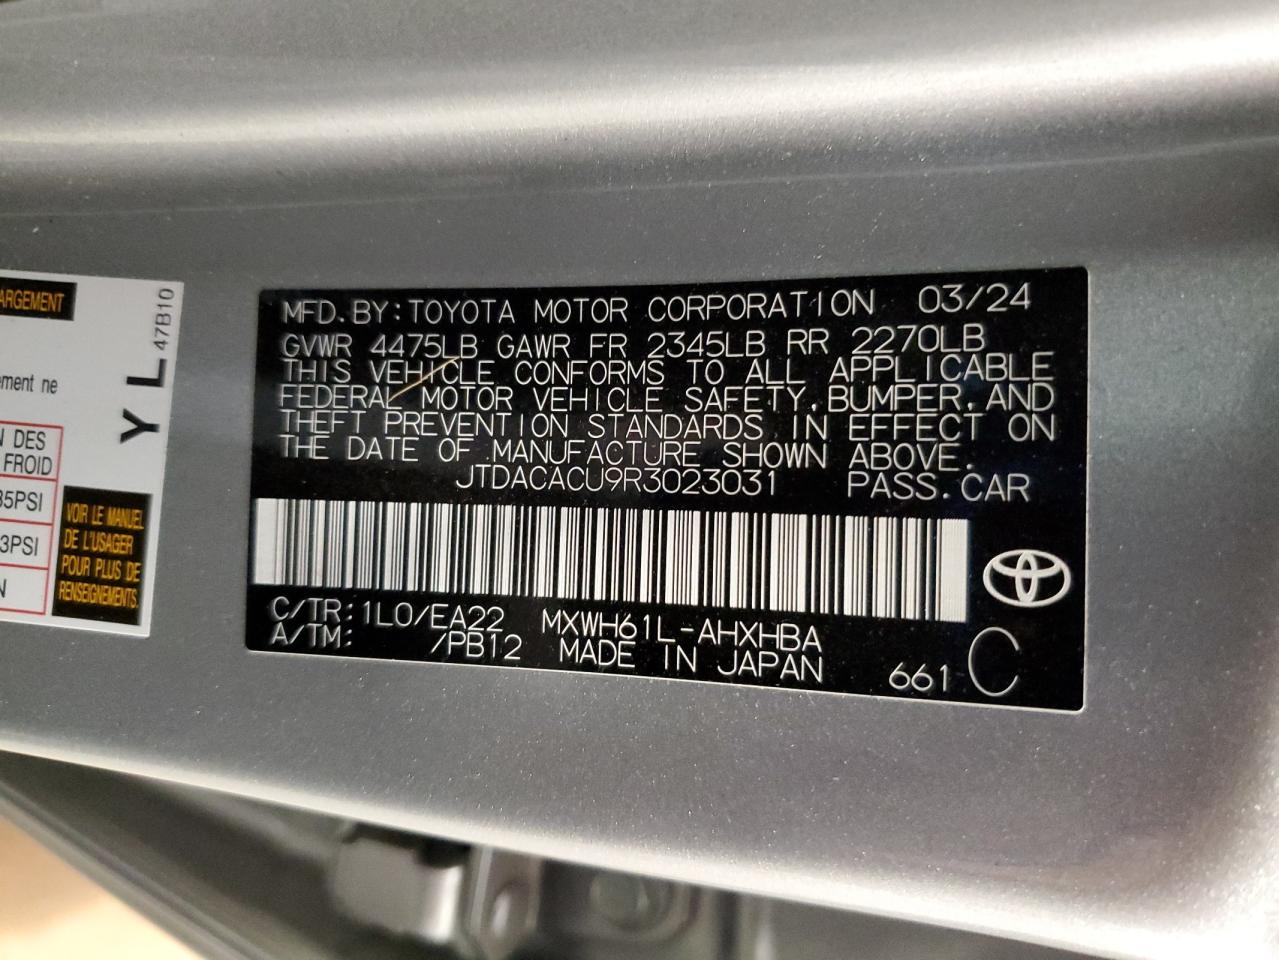 ARGEMENT
ement ne
N DES
FROID
35PSI
3PSI
N
YL
47B10
VOIR LE MANUEL
DE L'USAGER
POUR PLUS DE
RENSEIGNEMENTS.
MFD.BY:TOYOTA MOTOR CORPORATION 03/24
GVWR 4475LB GAWR FR 2345LB RR 2270LB
THIS VEHICLE CONFORMS TO ALL APPLICABLE
FEDERAL MOTOR VEHICLE SAFETY,BUMPER,AND
THEFT PREVENTION STANDARDS IN EFFECT ON
THE DATE OF MANUFACTURE SHOWN ABOVE.
JTDACACU9R3023031 PASS.CAR
C/TR:1L0/EA22 MXWH61L-AHXHBA
A/TM: /PB12 MADE IN JAPAN 661 C